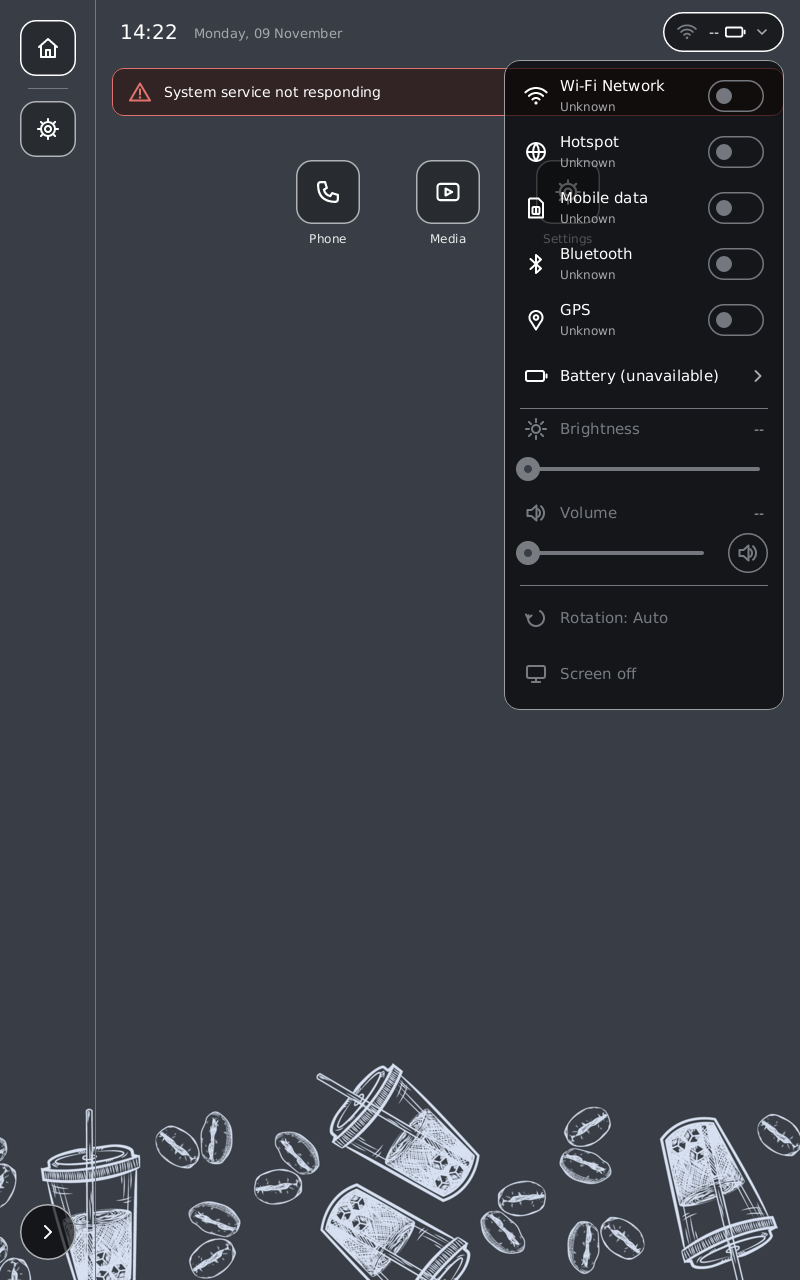 14:22 Monday, 09 November --
System service not responding
Phone
Media
Settings
Wi-Fi Network
Unknown
Hotspot
Unknown
Mobile data
Unknown
Bluetooth
Unknown
GPS
Unknown
Battery (unavailable)
Brightness --
Volume --
Rotation: Auto
Screen off